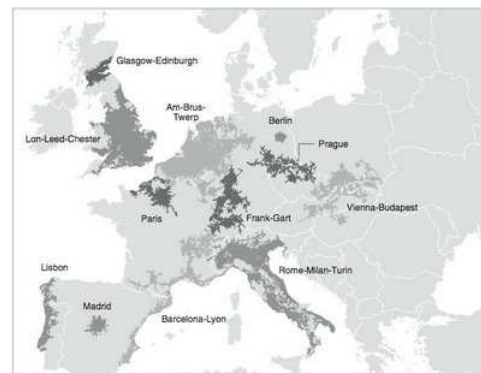 Glasgow-Edinburgh
Am-Brus-
Twerp
Berlin
Lon-Leed-Chester
Prague
Paris
Frank-Gart
Vienna-Budapest
Lisbon
Rome-Milan-Turin
Madrid
Barcelona-Lyon